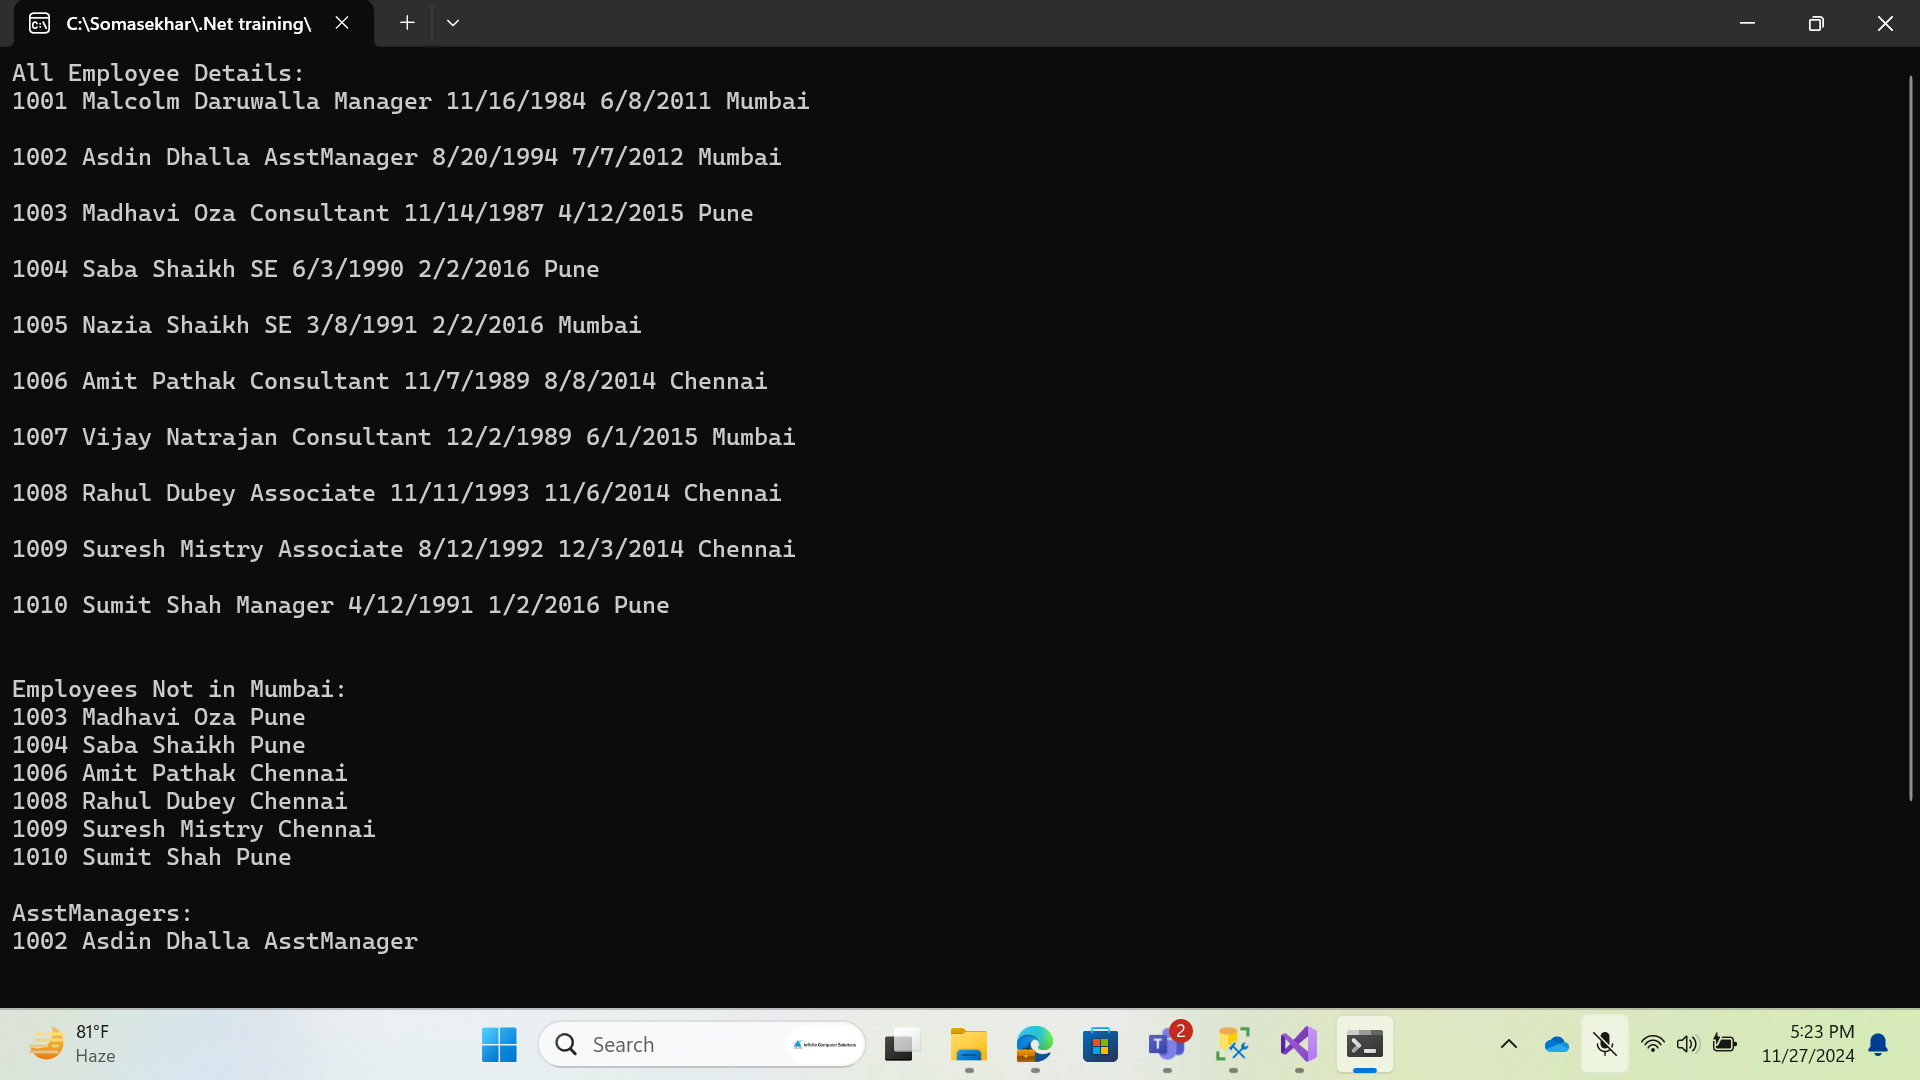 C:\Somasekhar\.Net training\
All Employee Details:
1001 Malcolm Daruwalla Manager 11/16/1984 6/8/2011 Mumbai
1002 Asdin Dhalla AsstManager 8/20/1994 7/7/2012 Mumbai
1003 Madhavi Oza Consultant 11/14/1987 4/12/2015 Pune
1004 Saba Shaikh SE 6/3/1990 2/2/2016 Pune
1005 Nazia Shaikh SE 3/8/1991 2/2/2016 Mumbai
1006 Amit Pathak Consultant 11/7/1989 8/8/2014 Chennai
1007 Vijay Natrajan Consultant 12/2/1989 6/1/2015 Mumbai
1008 Rahul Dubey Associate 11/11/1993 11/6/2014 Chennai
1009 Suresh Mistry Associate 8/12/1992 12/3/2014 Chennai
1010 Sumit Shah Manager 4/12/1991 1/2/2016 Pune
Employees Not in Mumbai:
1003 Madhavi Oza Pune
1004 Saba Shaikh Pune
1006 Amit Pathak Chennai
1008 Rahul Dubey Chennai
1009 Suresh Mistry Chennai
1010 Sumit Shah Pune
AsstManagers:
1002 Asdin Dhalla AsstManager
81°F
Haze
Search
Infinite Computer Solutions
2
5:23 PM
11/27/2024